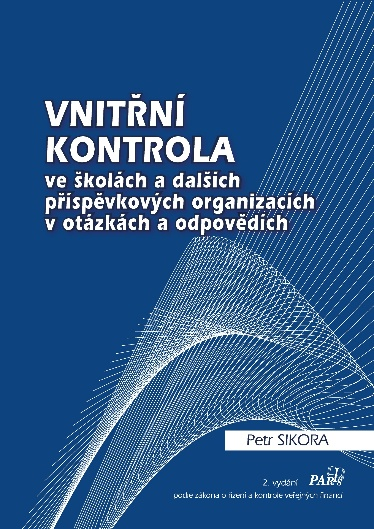 VNITŘNÍ
KONTROLA
ve školách a dalších
příspěvkových organizacích
v otázkách a odpovědích
Petr SIKORA
2. vydání PARIS
podle zákona o řízení a kontrole veřejných financí